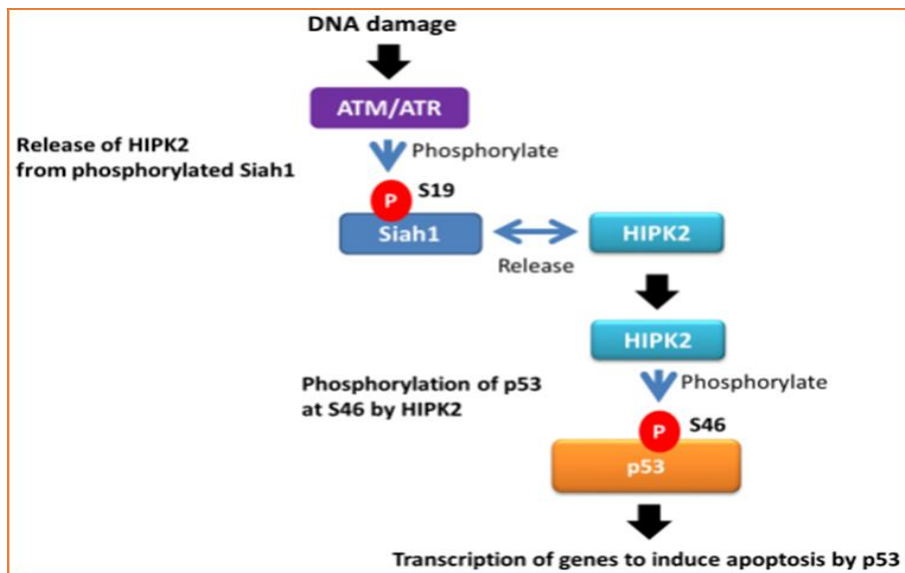 DNA damage
ATM/ATR
Release of HIPK2
from phosphorylated Siah1
Phosphorylate
P
S19
Siah1
HIPK2
Release
HIPK2
Phosphorylation of p53
at S46 by HIPK2
Phosphorylate
P
S46
p53
Transcription of genes to induce apoptosis by p53